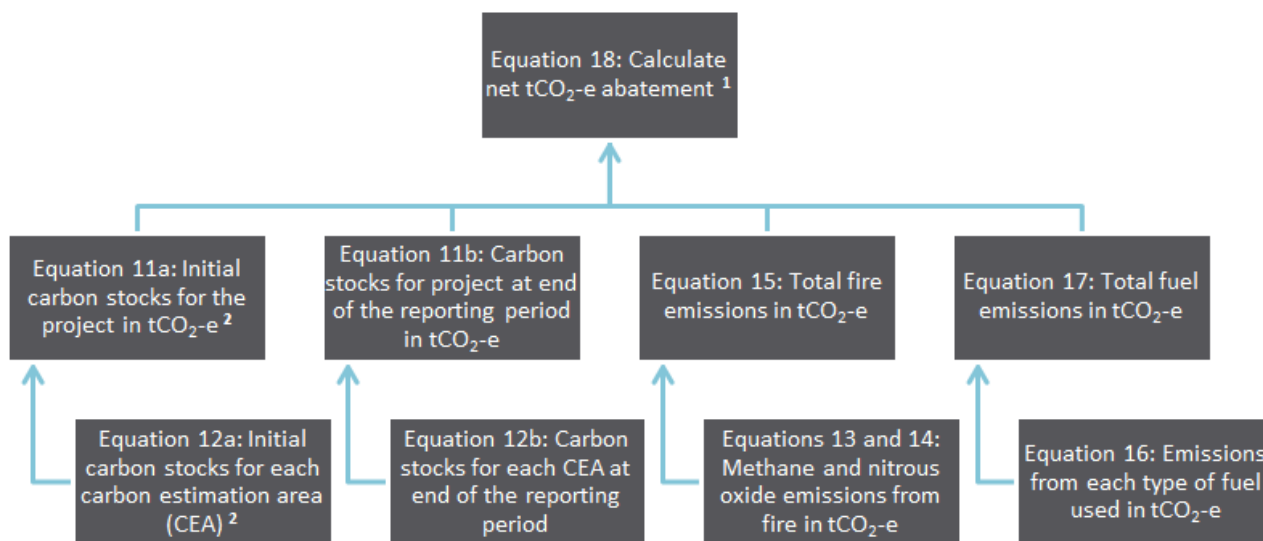 Equation 18: Calculate
net tCO₂-e abatement ¹
Equation 11a: Initial
carbon stocks for the
project in tCO₂-e ²
Equation 11b: Carbon
stocks for project at end
of the reporting period
in tCO₂-e
Equation 15: Total fire
emissions in tCO₂-e
Equation 17: Total fuel
emissions in tCO₂-e
Equation 12a: Initial
carbon stocks for each
carbon estimation area
(CEA) ²
Equation 12b: Carbon
stocks for each CEA at
end of the reporting
period
Equations 13 and 14:
Methane and nitrous
oxide emissions from
fire in tCO₂-e
Equation 16: Emissions
from each type of fuel
used in tCO₂-e